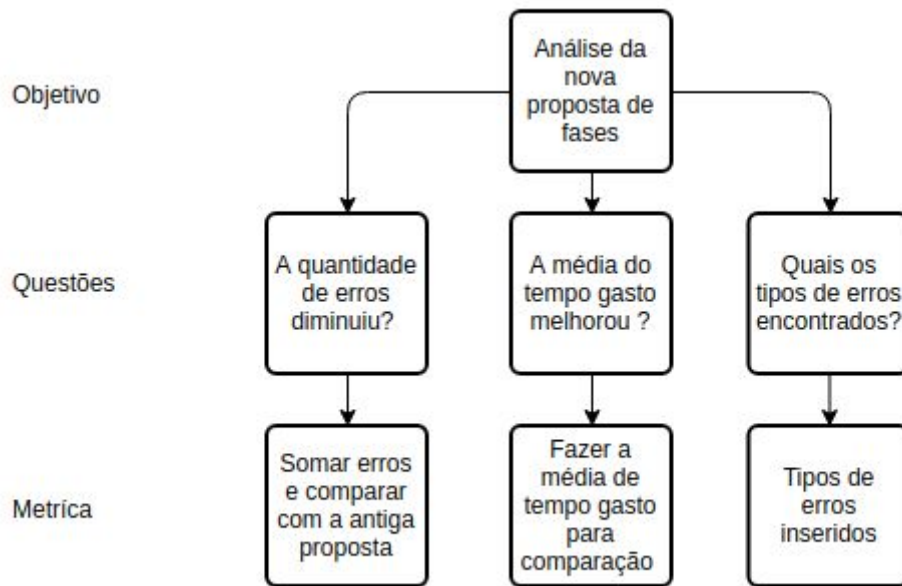 Objetivo
Análise da
nova
proposta de
fases
Questões
A quantidade
de erros
diminuiu?
A média do
tempo gasto
melhorou ?
Quais os
tipos de erros
encontrados?
Metríca
Somar erros
e comparar
com a antiga
proposta
Fazer a
média de
tempo gasto
para
comparação
Tipos de
erros
inseridos